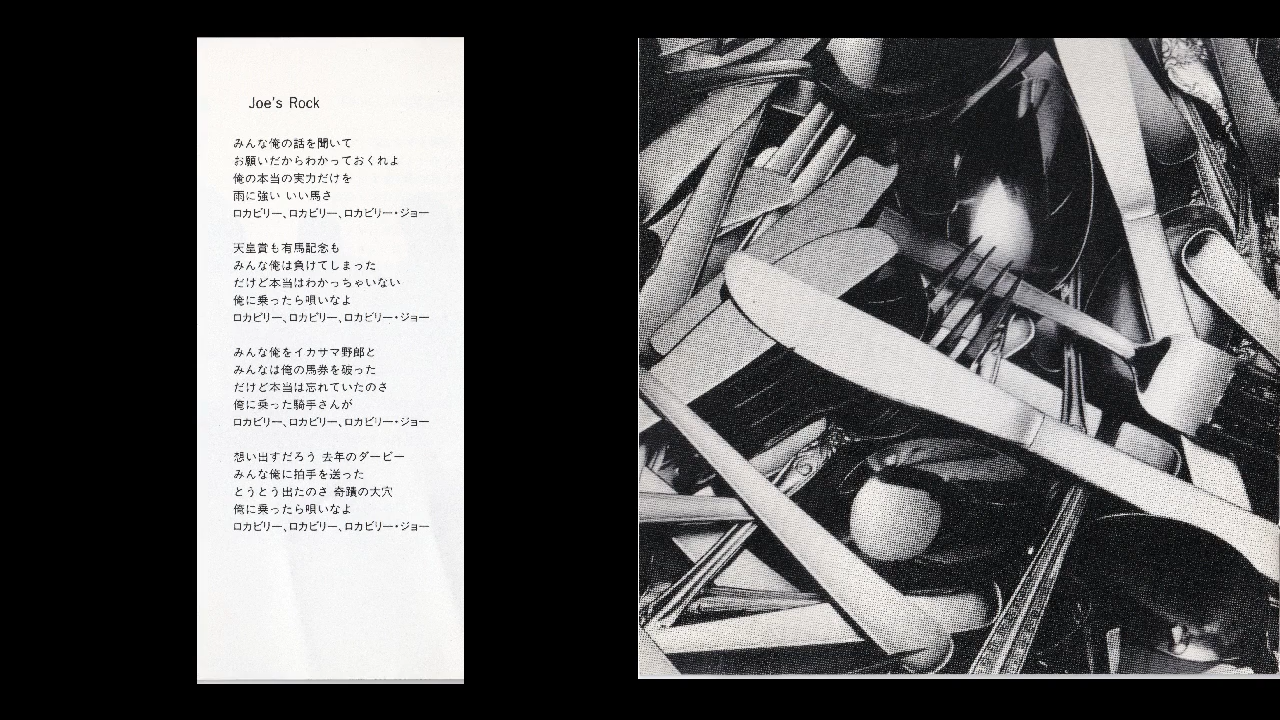 Joe's Rock
みんな俺の話を聞いて
お願いだからわかっておくれよ
俺の本当の実力だけを
雨に強い いい馬さ
ロカビリー、ロカビリー、ロカビリー・ジョー
天皇賞も有馬記念も
みんな俺は負けてしまった
だけど本当はわかっちゃいない
俺に乗ったら唄いなよ
ロカビリー、ロカビリー、ロカビリー・ジョー
みんな俺をイカサマ野郎と
みんなは俺の馬券を破った
だけど本当は忘れていたのさ
俺に乗った騎手さんが
ロカビリー、ロカビリー、ロカビリー・ジョー
想い出すだろう 去年のダービー
みんな俺に拍手を送った
とうとう出たのさ 奇蹟の大穴
俺に乗ったら唄いなよ
ロカビリー、ロカビリー、ロカビリー・ジョー